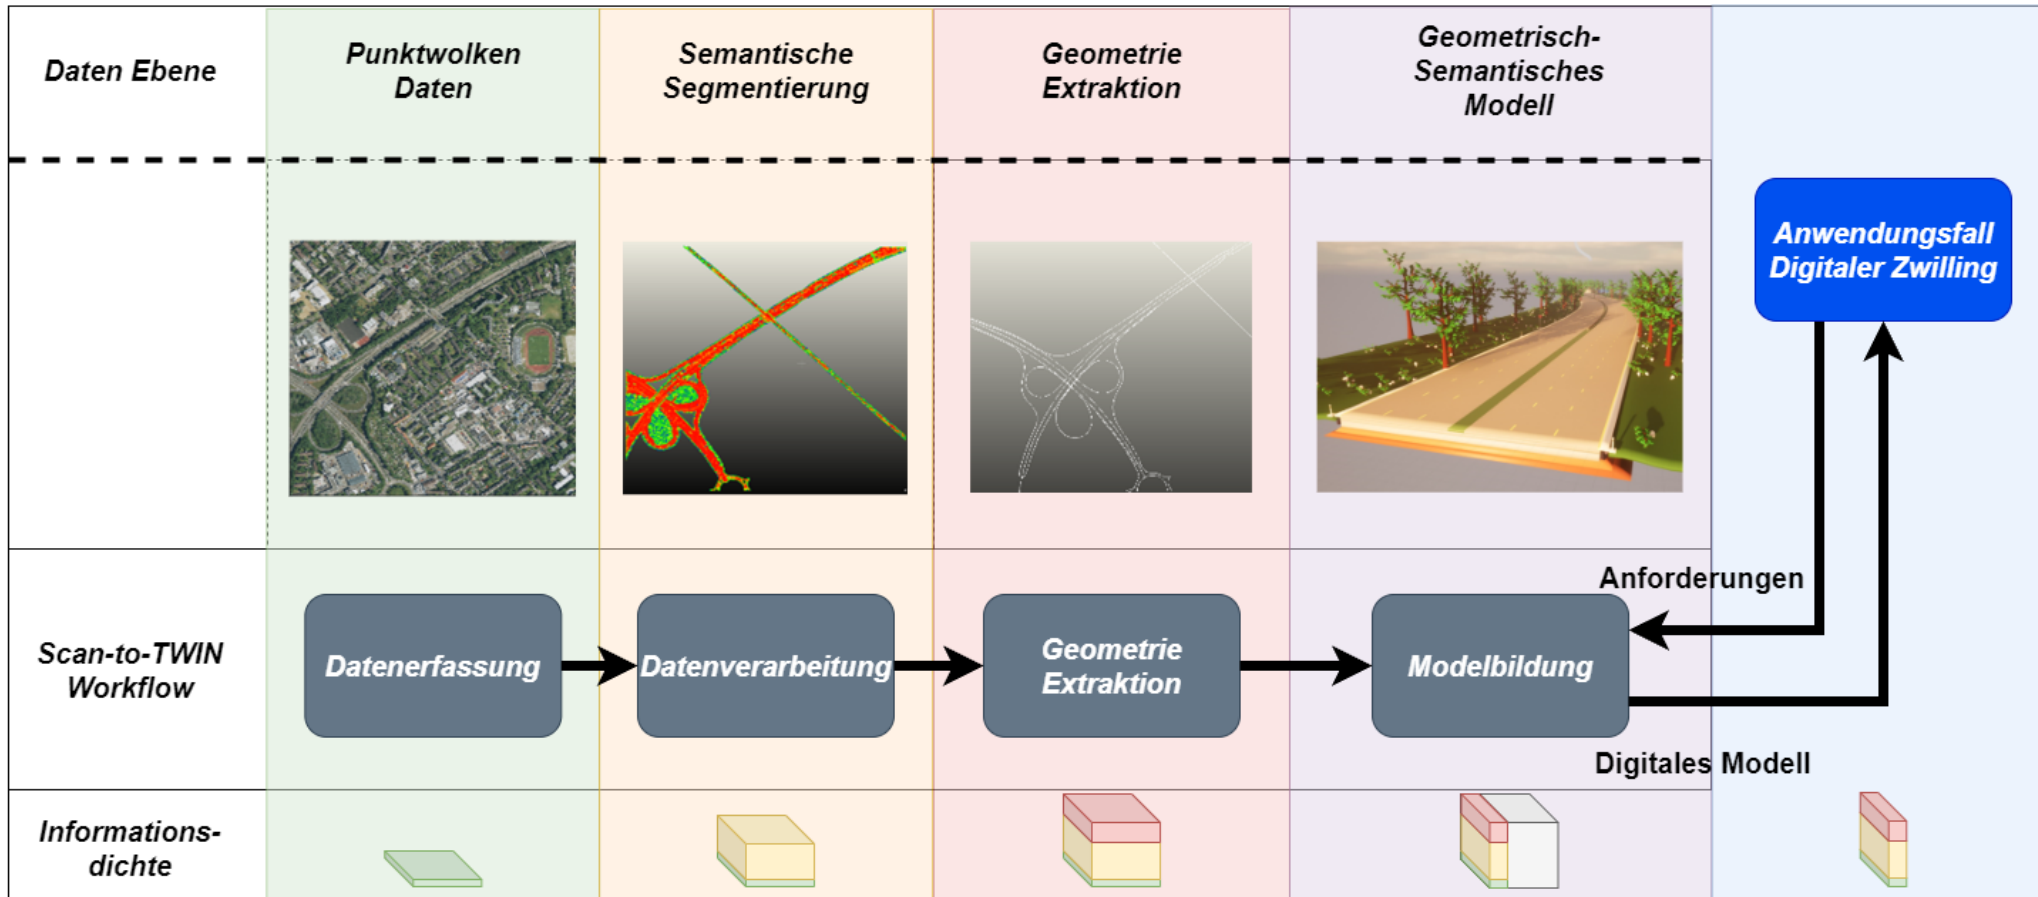 Daten Ebene
Punktwolken
Daten
Semantische
Segmentierung
Geometrie
Extraktion
Geometrisch-
Semantisches
Modell
Anwendungsfall
Digitaler Zwilling
Anforderungen
Scan-to-TWIN
Workflow
Datenerfassung
Datenverarbeitung
Geometrie
Extraktion
Modelbildung
Digitales Modell
Informations-
dichte